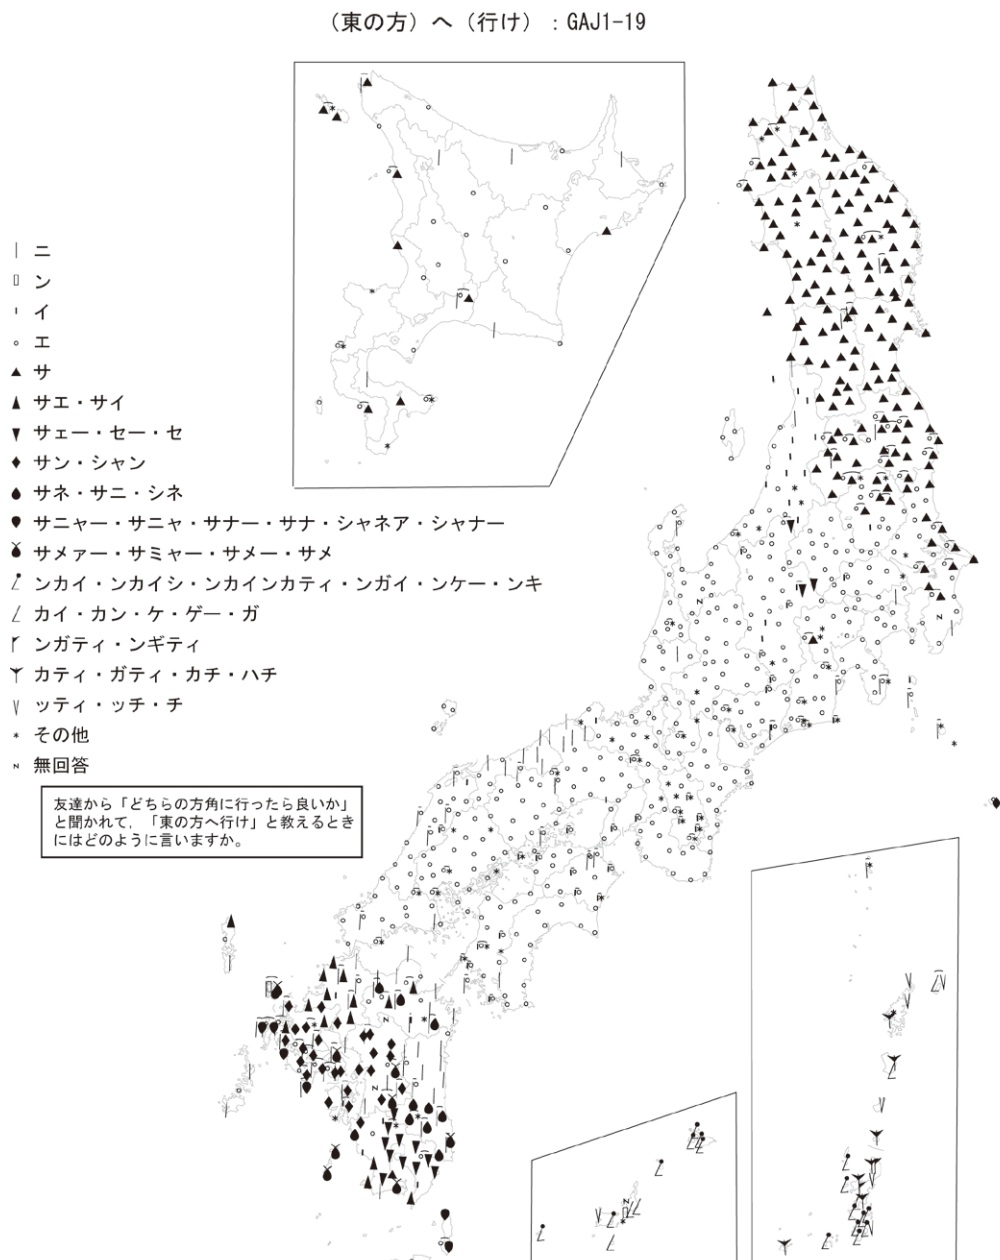 （東の方）へ（行け）：GAJ1-19
ニ
ン
イ
エ
サ
サエ・サイ
サェー・セー・セ
サン・シャン
サネ・サニ・シネ
サニャー・サニャ・サナー・サナ・シャネア・シャナー
サメァー・サミャー・サメー・サメ
ンカイ・ンカイシ・ンカインカティ・ンガイ・ンケー・ンキ
カイ・カン・ケ・ゲー・ガ
ンガティ・ンギティ
カティ・ガティ・カチ・ハチ
ッティ・ッチ・チ
その他
N 無回答
友達から「どちらの方角に行ったら良いか」
と聞かれて，「東の方へ行け」と教えるとき
にはどのように言いますか。